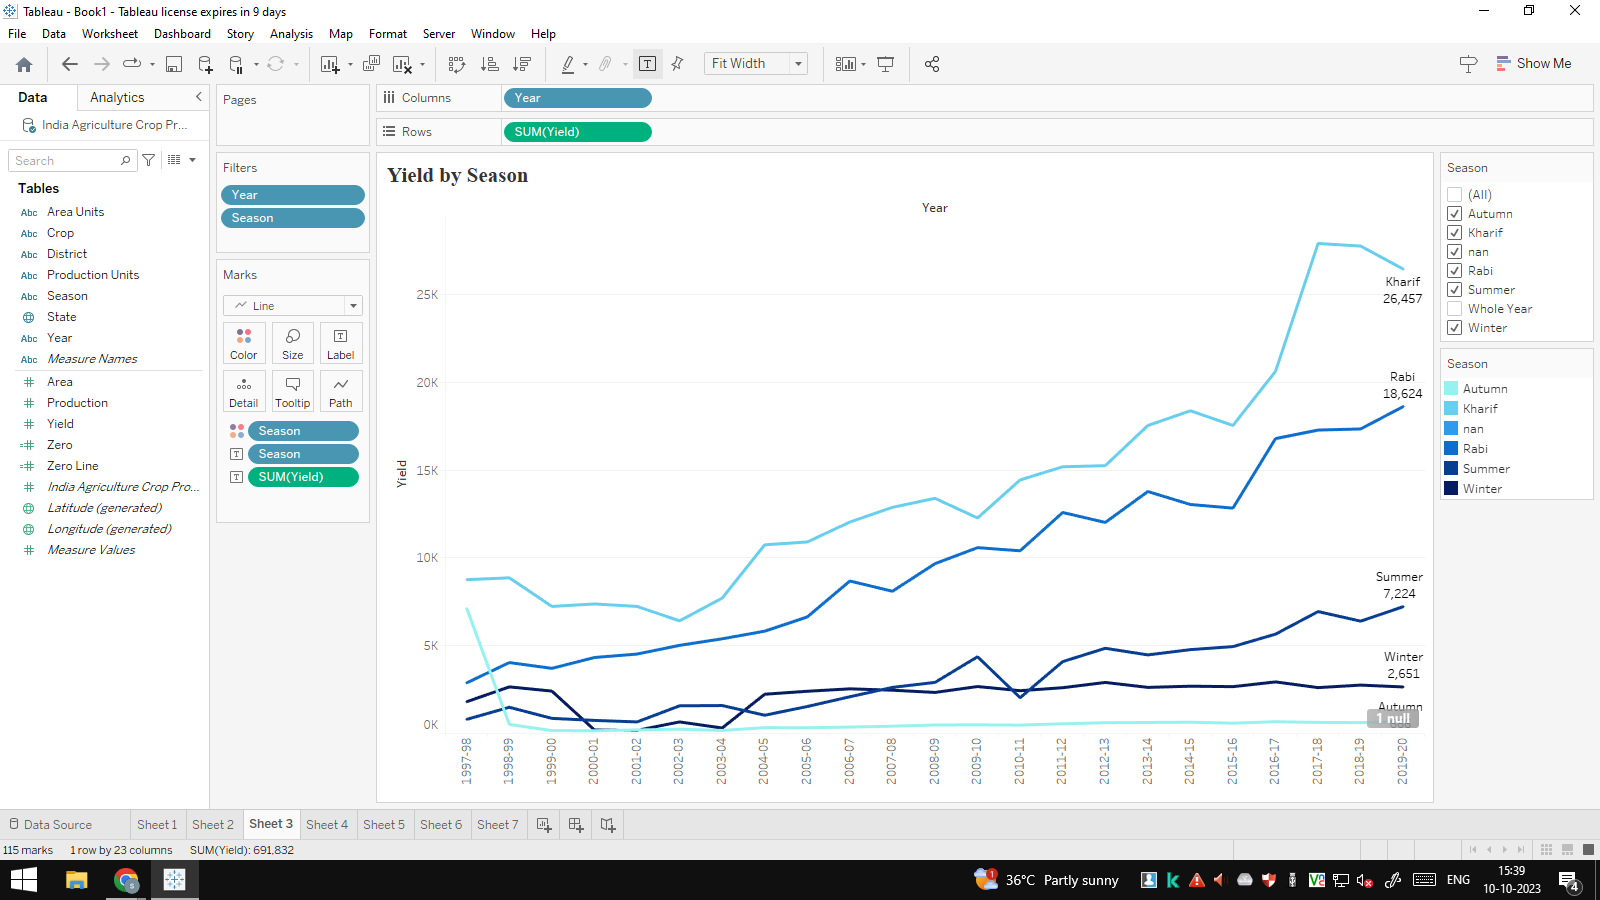 Tableau - Book1 - Tableau license expires in 9 days
File Data Worksheet Dashboard Story Analysis Map Format Server Window Help
Fit Width
Show Me
Data Analytics
India Agriculture Crop Pr...
Search
Tables
Abc Area Units
Abc Crop
Abc District
Abc Production Units
Abc Season
State
Abc Year
Abc Measure Names
# Area
# Production
# Yield
=# Zero
=# Zero Line
# India Agriculture Crop Pro...
Latitude (generated)
Longitude (generated)
# Measure Values
Pages
Filters
Year
Season
Marks
Line
Color Size Label
Detail Tooltip Path
Season
Season
SUM(Yield)
Columns Year
Rows SUM(Yield)
Yield by Season
Year
Yield
25K
20K
15K
10K
5K
0K
Kharif
26,457
Rabi
18,624
Summer
7,224
Winter
2,651
Autumn
1 null
1997-98 1998-99 1999-00 2000-01 2001-02 2002-03 2003-04 2004-05 2005-06 2006-07 2007-08 2008-09 2009-10 2010-11 2011-12 2012-13 2013-14 2014-15 2015-16 2016-17 2017-18 2018-19 2019-20
Season
(All)
Autumn
Kharif
nan
Rabi
Summer
Whole Year
Winter
Season
Autumn
Kharif
nan
Rabi
Summer
Winter
Data Source Sheet 1 Sheet 2 Sheet 3 Sheet 4 Sheet 5 Sheet 6 Sheet 7
115 marks 1 row by 23 columns SUM(Yield): 691,832
1 36°C Partly sunny
ENG
15:39
10-10-2023
4